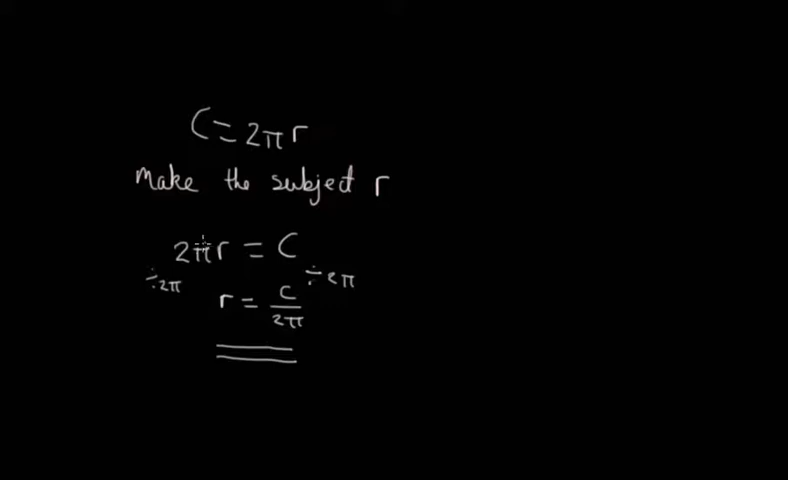 C = 2πr
Make the subject r
2πr = C
÷2π ÷2π
r = C/2π